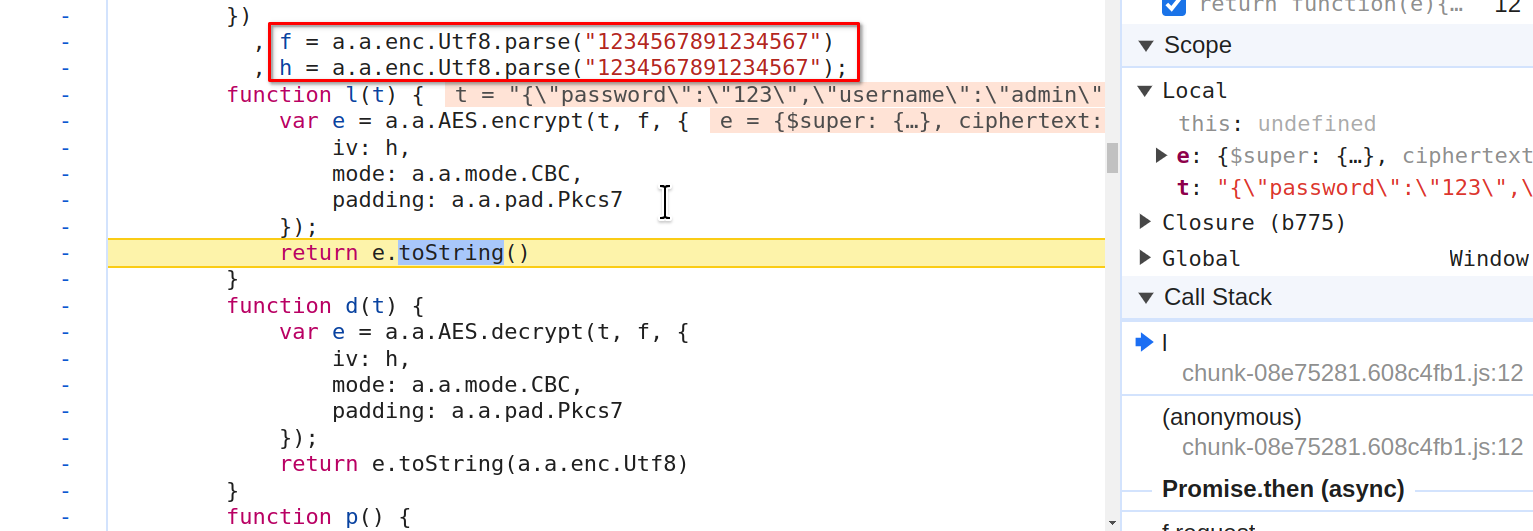 })
, f = a.a.enc.Utf8.parse("1234567891234567")
, h = a.a.enc.Utf8.parse("1234567891234567");
function l(t) { t = "{\"password\":\"123\",\"username\":\"admin\"
var e = a.a.AES.encrypt(t, f, { e = {$super: {…}, ciphertext:
iv: h,
mode: a.a.mode.CBC,
padding: a.a.pad.Pkcs7
});
return e.toString()
}
function d(t) {
var e = a.a.AES.decrypt(t, f, {
iv: h,
mode: a.a.mode.CBC,
padding: a.a.pad.Pkcs7
});
return e.toString(a.a.enc.Utf8)
}
function p() {
return function(e){… 12
Scope
Local
this: undefined
e: {$super: {…}, ciphertext
t: "{\"password\":\"123\",\
Closure (b775)
Global Window
Call Stack
l
chunk-08e75281.608c4fb1.js:12
(anonymous)
chunk-08e75281.608c4fb1.js:12
Promise.then (async)
f.request